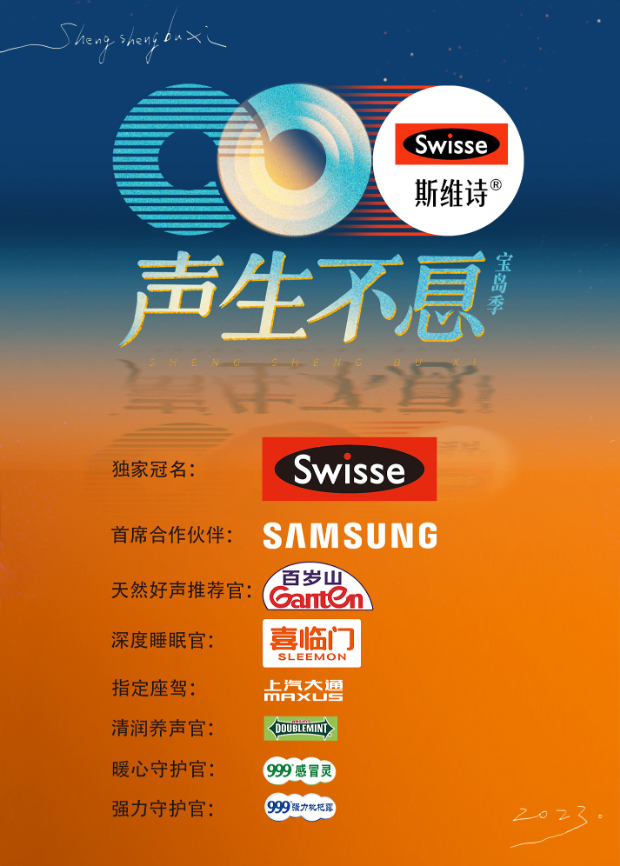 Sheng sheng bu xi
Swisse
斯维诗®
声生不息
宝岛季
SHENG SHENG BU XI
独家冠名:
Swisse
首席合作伙伴:
SAMSUNG
天然好声推荐官:
百岁山
Ganten
深度睡眠官:
喜临门
SLEEMON
指定座驾:
上汽大通
MAXUS
清润养声官:
DOUBLEMINT
暖心守护官:
999®感冒灵
强力守护官:
999®强力枇杷露
2023.